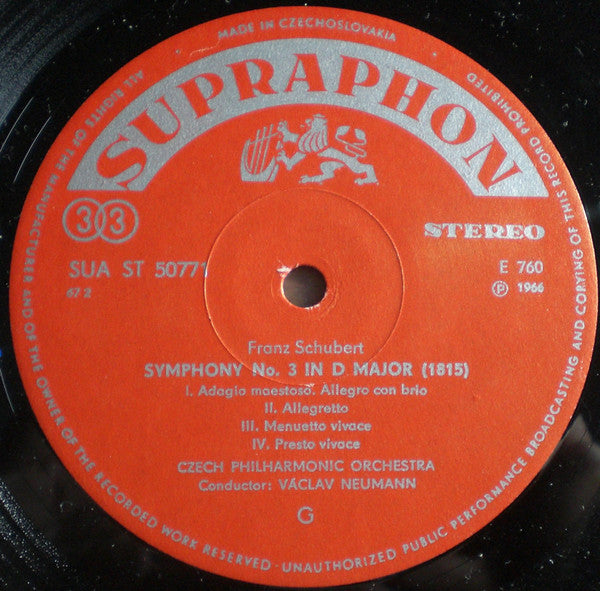 MADE IN CZECHOSLOVAKIA
SUPRAPHON
33
STEREO
SUA ST 50771
E 760
67 2
Ⓟ 1966
Franz Schubert
SYMPHONY No. 3 IN D MAJOR (1815)
I. Adagio maestoso. Allegro con brio
II. Allegretto
III. Menuetto vivace
IV. Presto vivace
CZECH PHILHARMONIC ORCHESTRA
Conductor: VÁCLAV NEUMANN
G
ALL RIGHTS OF THE MANUFACTURER AND OF THE OWNER OF THE RECORDED WORK RESERVED - UNAUTHORIZED PUBLIC PERFORMANCE BROADCASTING AND CORYING OF THIS RECORD PROHIBITED